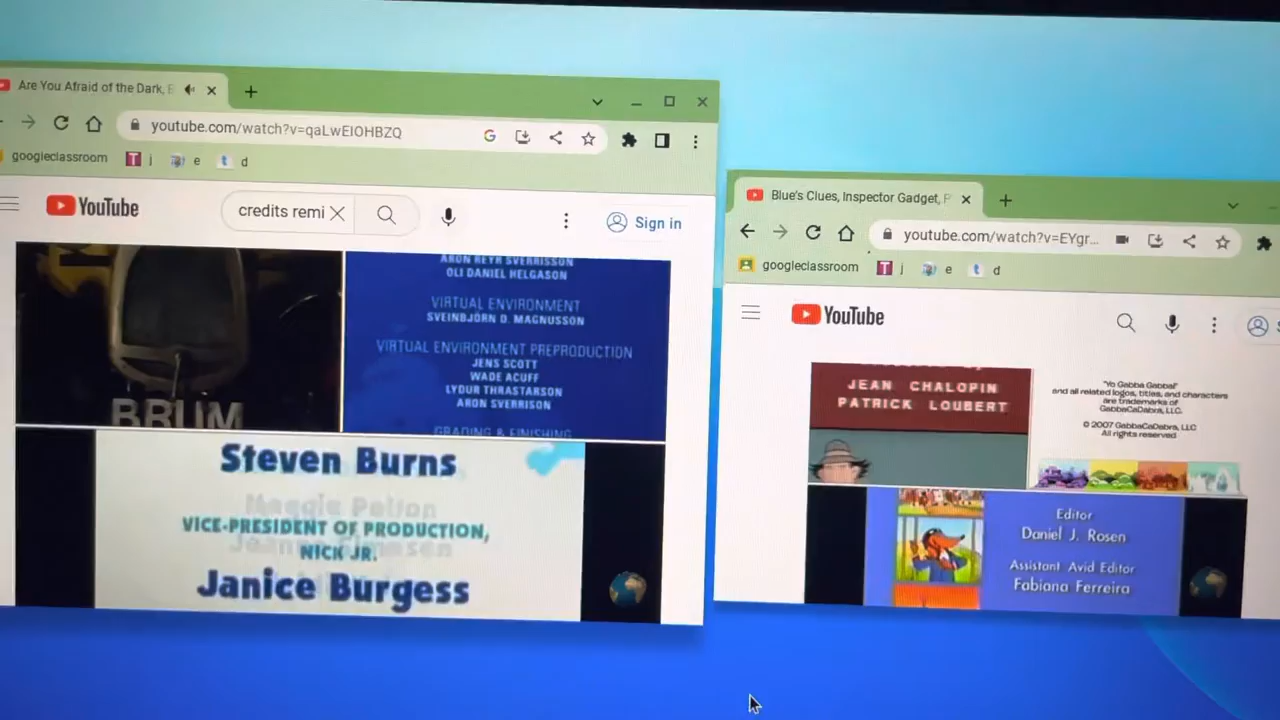 Are You Afraid of the Dark, E
youtube.com/watch?v=qaLwEIOHBZQ
googleclassroom
T j
e
t d
YouTube
credits remi
Sign in
BRUM
ARON REYR SVERRISSON
OLI DANIEL HELGASON
VIRTUAL ENVIRONMENT
SVEINBJORN D. MAGNUSSON
VIRTUAL ENVIRONMENT PREPRODUCTION
JENS SCOTT
WADE ACUFF
LYDUR THRASTARSON
ARON SVERRISON
GRADING & FINISHING
Steven Burns
VICE-PRESIDENT OF PRODUCTION,
NICK JR.
Janice Burgess
Blue's Clues, Inspector Gadget, P
youtube.com/watch?v=EYgr...
googleclassroom
T j
e
t d
YouTube
JEAN CHALOPIN
PATRICK LOUBERT
"Yo Gabba Gabba!"
and all related logos, titles, and characters
are trademarks of
GabbaCaDabra, LLC.
© 2007 GabbaCaDabra, LLC
All rights reserved
Editor
Daniel J. Rosen
Assistant Avid Editor
Fabiana Ferreira